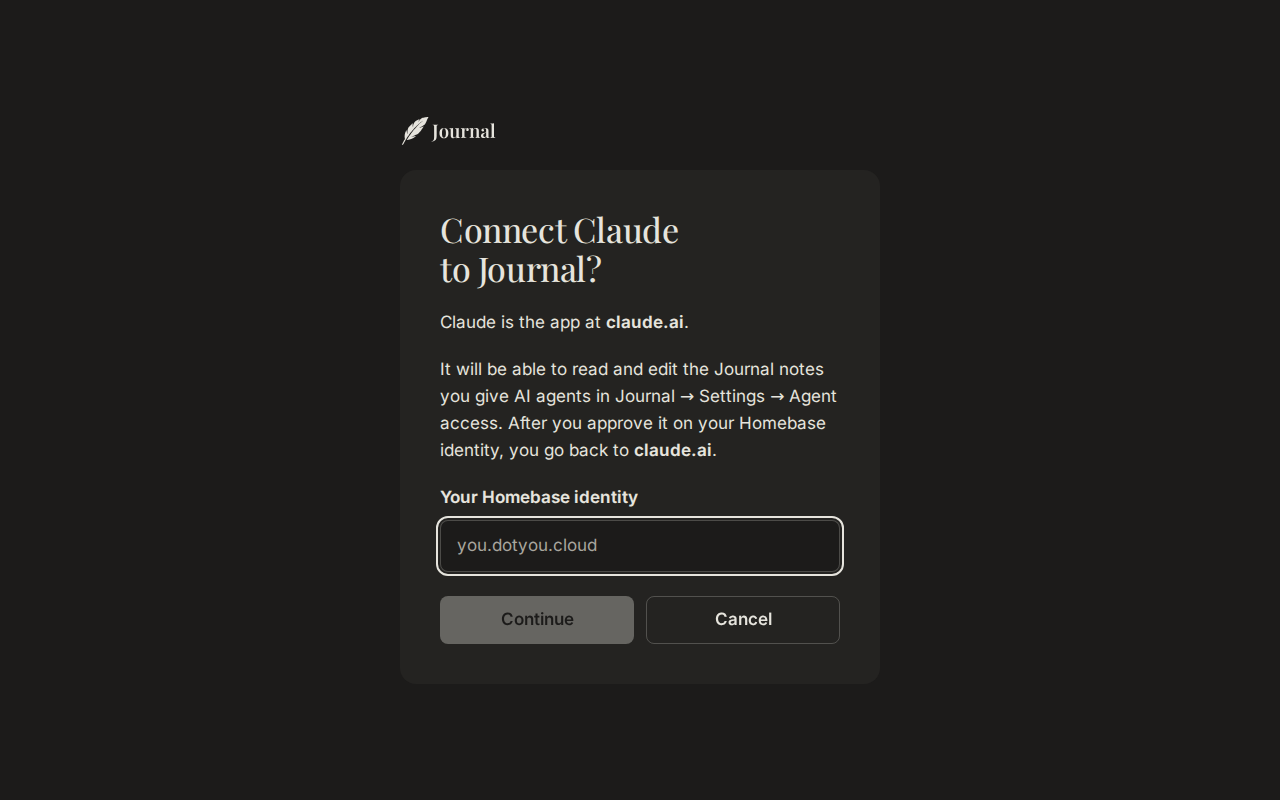 Journal
Connect Claude
to Journal?
Claude is the app at claude.ai.
It will be able to read and edit the Journal notes
you give AI agents in Journal → Settings → Agent
access. After you approve it on your Homebase
identity, you go back to claude.ai.
Your Homebase identity
you.dotyou.cloud
Continue
Cancel